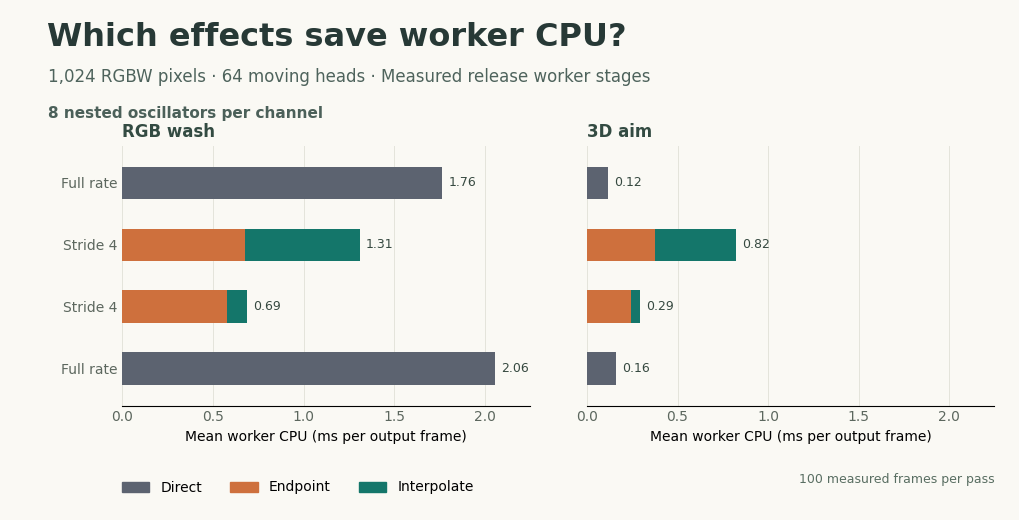 Which effects save worker CPU?
1,024 RGBW pixels · 64 moving heads · Measured release worker stages
8 nested oscillators per channel
RGB wash
Full rate
1.76
Stride 4
1.31
Stride 4
0.69
Full rate
2.06
0.0 0.5 1.0 1.5 2.0
Mean worker CPU (ms per output frame)
3D aim
0.12
0.82
0.29
0.16
0.0 0.5 1.0 1.5 2.0
Mean worker CPU (ms per output frame)
Direct Endpoint Interpolate
100 measured frames per pass